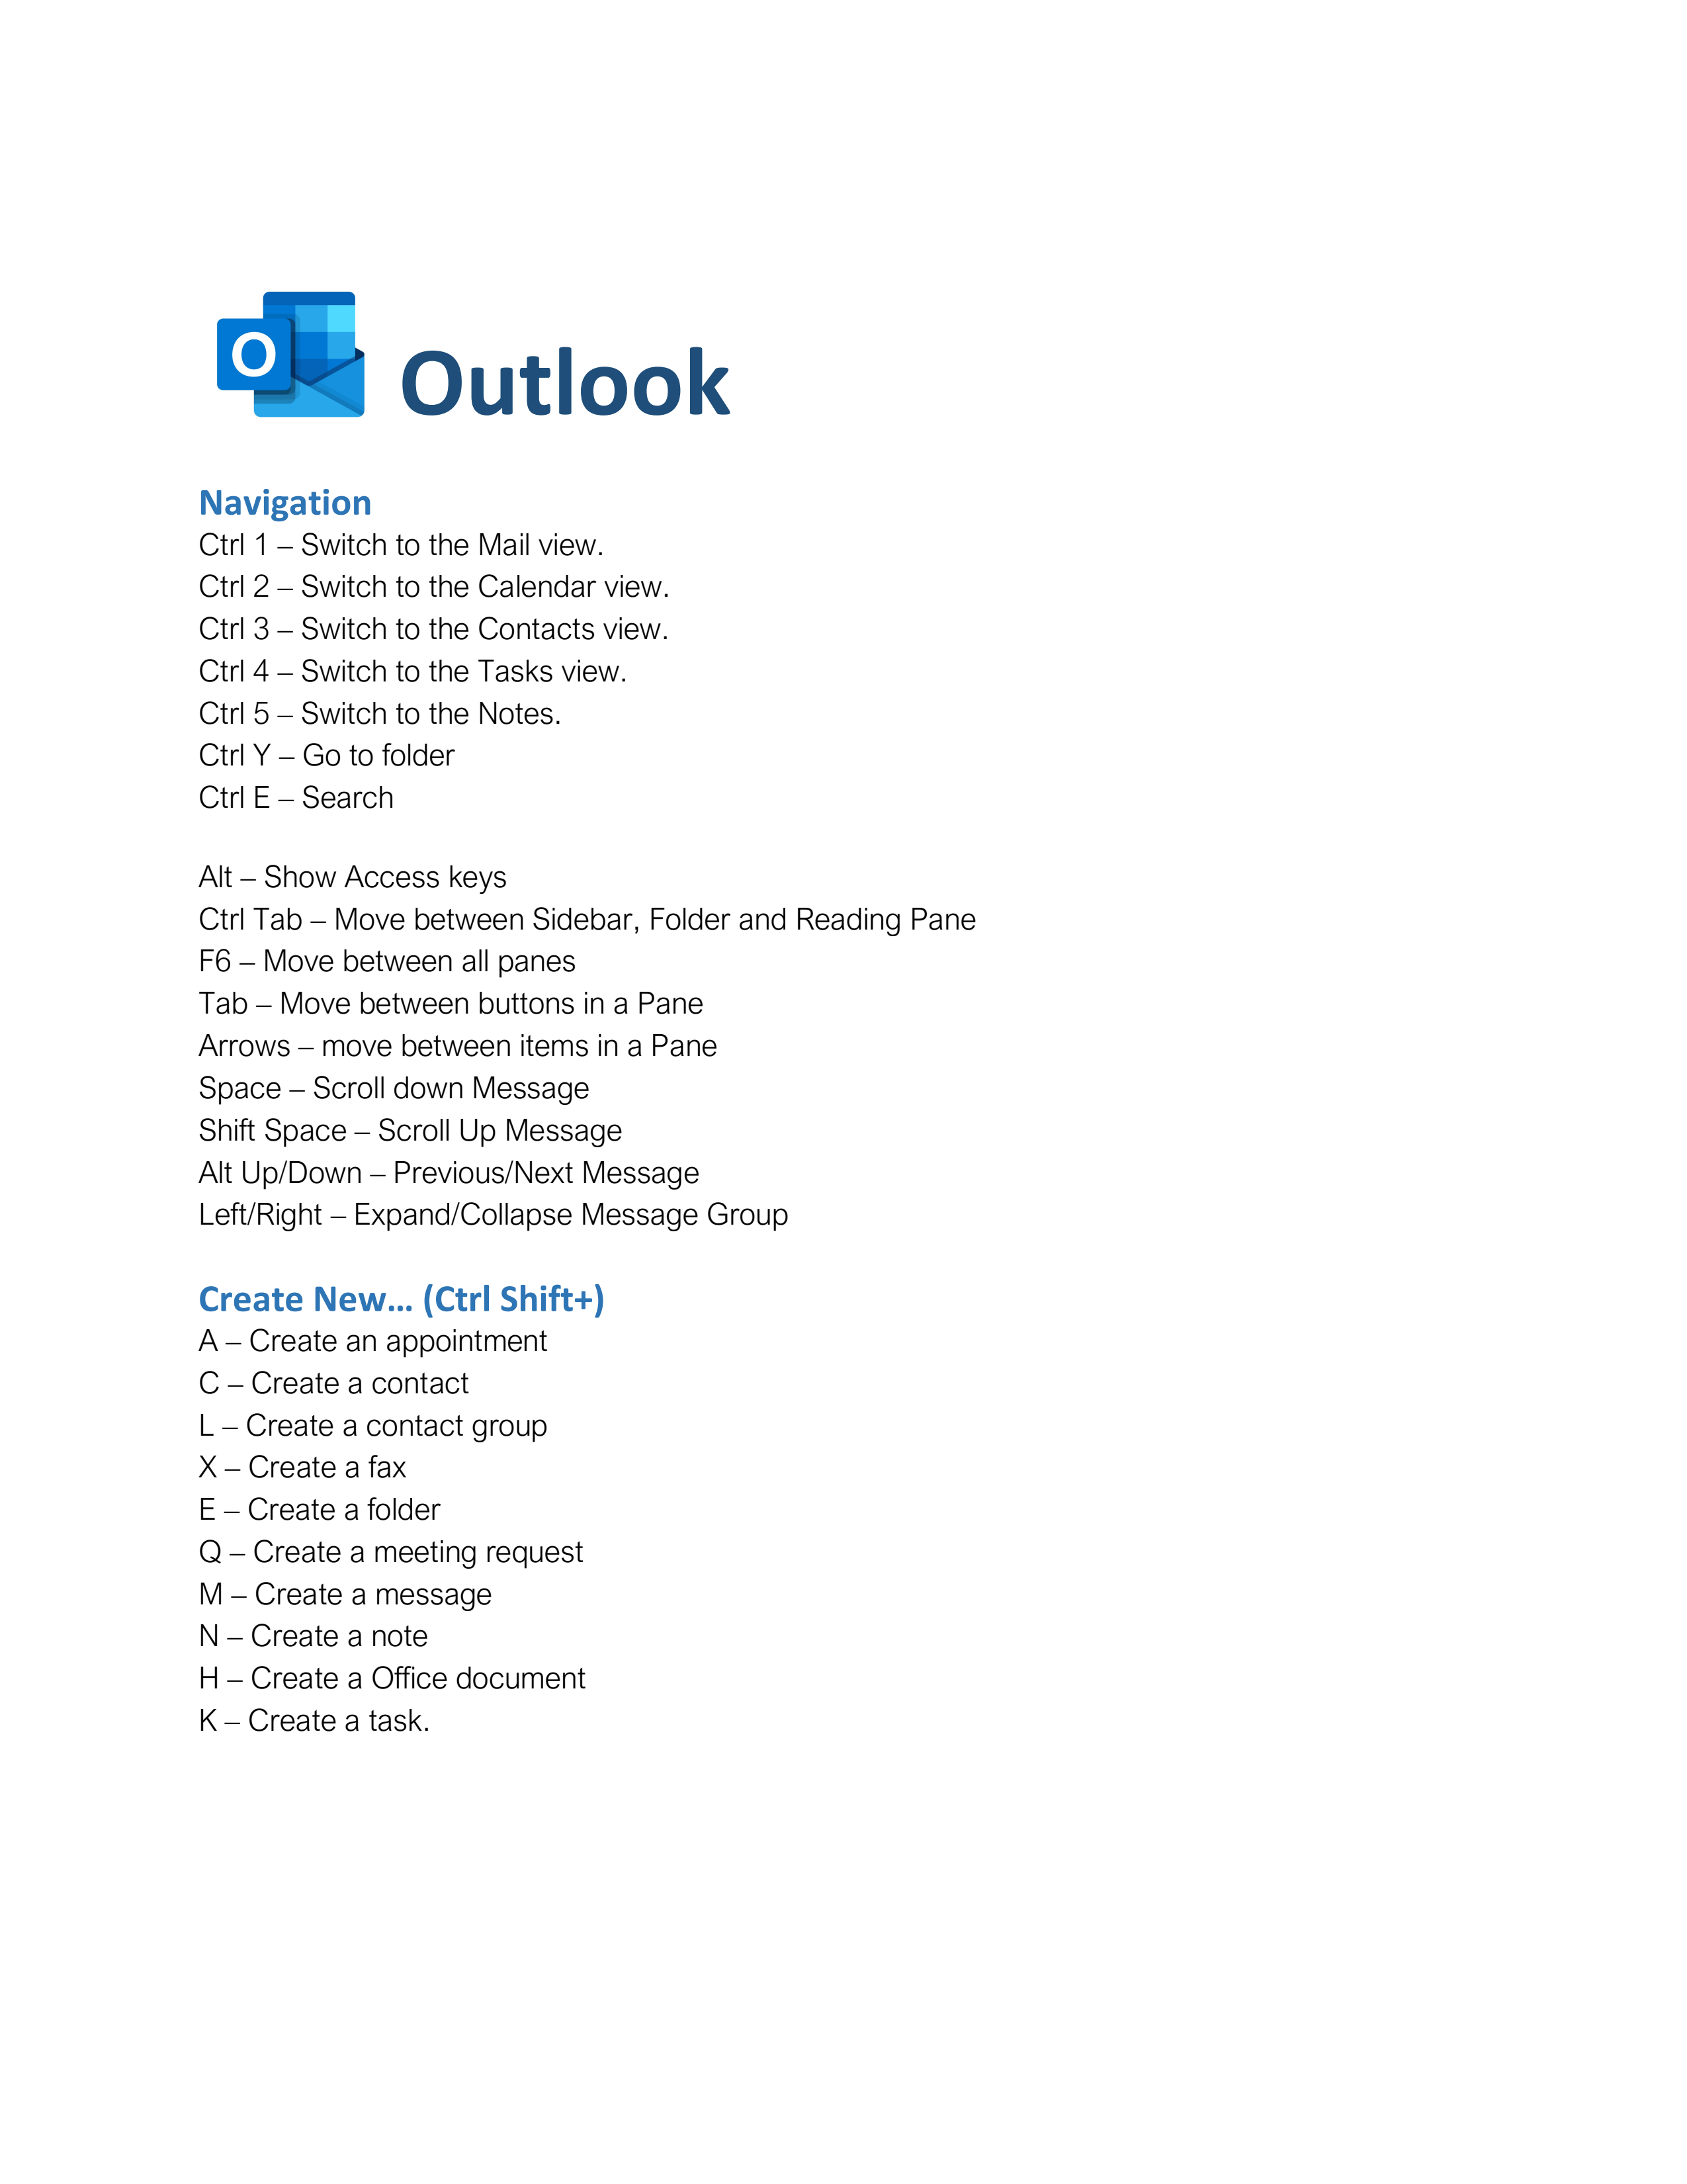 O
Outlook
Navigation
Ctrl 1 – Switch to the Mail view.
Ctrl 2 – Switch to the Calendar view.
Ctrl 3 – Switch to the Contacts view.
Ctrl 4 – Switch to the Tasks view.
Ctrl 5 – Switch to the Notes.
Ctrl Y – Go to folder
Ctrl E – Search
Alt – Show Access keys
Ctrl Tab – Move between Sidebar, Folder and Reading Pane
F6 – Move between all panes
Tab – Move between buttons in a Pane
Arrows – move between items in a Pane
Space – Scroll down Message
Shift Space – Scroll Up Message
Alt Up/Down – Previous/Next Message
Left/Right – Expand/Collapse Message Group
Create New... (Ctrl Shift+)
A – Create an appointment
C – Create a contact
L – Create a contact group
X – Create a fax
E – Create a folder
Q – Create a meeting request
M – Create a message
N – Create a note
H – Create a Office document
K – Create a task.